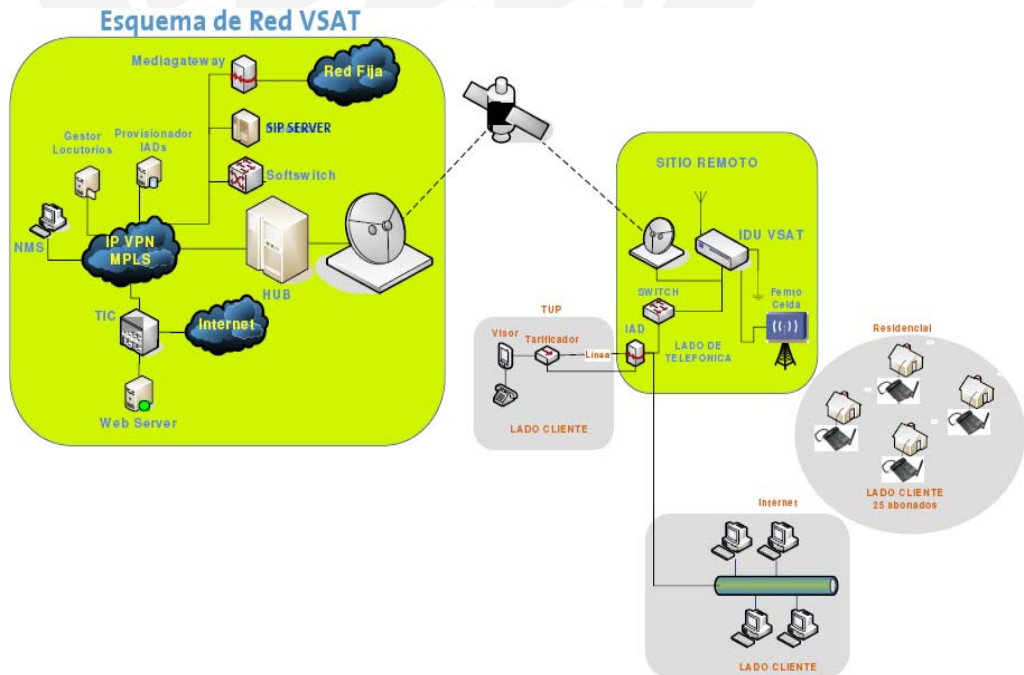 Esquema de Red VSAT
Mediagateway
Red Fija
SIP SERVER
Gestor
Locutorios
Provisionador
IADs
Softswitch
NMS
IP VPN
MPLS
HUB
TIC
Internet
Web Server
SITIO REMOTO
IDU VSAT
SWITCH
Femto
Celda
IAD
LADO DE
TELEFONICA
TUP
Visor
Tarificador
Línea
LADO CLIENTE
Residencial
LADO CLIENTE
25 abonados
Internet
LADO CLIENTE